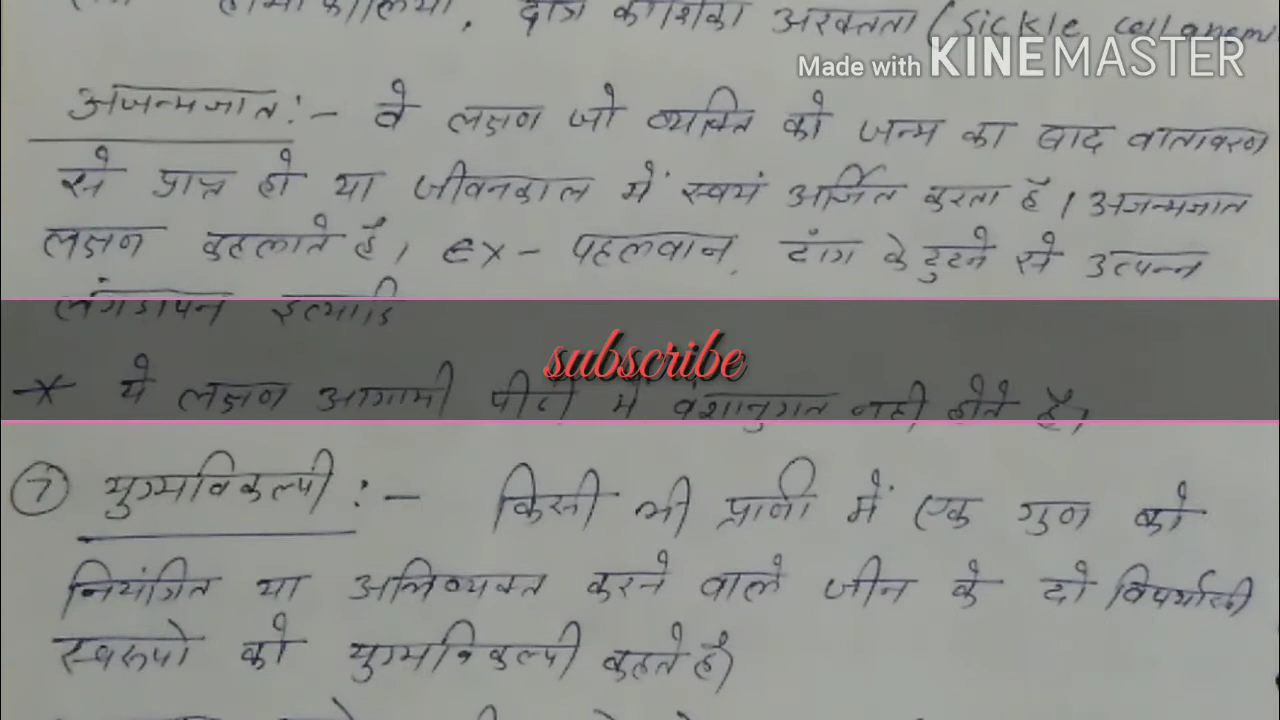 हीमोफीलिया, दात्र कोशिका अरक्तता (Sickle cell anemi
Made with KINEMASTER
अजन्मजात :- वे लक्षण जो व्यक्ति को जन्म का बाद वातावरण
से प्राप्त हो या जीवनकाल में स्वयं अर्जित करता है। अजन्मजात
लक्षण कहलाते है। ex- पहलवान, टांग के टुटने से उत्पन्न
लंगडापन इत्यादि
subscribe
* ये लक्षण आगामी पीढी में वंशानुगत नही होते है।
7 युग्मविकल्पी :- किसी भी प्राणी में एक गुण को
नियंत्रित या अभिव्यक्त करने वाले जीन के दो विपर्यासी
स्वरुपो को युग्मविकल्पी कहते है।